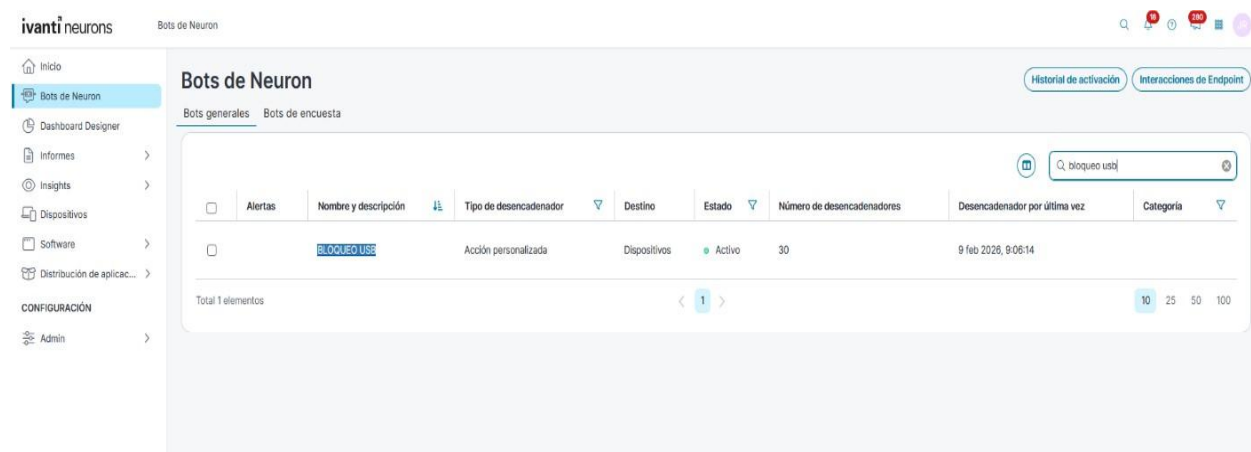 ivanti neurons
Bots de Neuron
18
280
Inicio
Bots de Neuron
Dashboard Designer
Informes
Insights
Dispositivos
Software
Distribución de aplicac...
CONFIGURACIÓN
Admin
Bots de Neuron
Historial de activación
Interacciones de Endpoint
Bots generales Bots de encuesta
bloqueo usb
Alertas Nombre y descripción Tipo de desencadenador Destino Estado Número de desencadenadores Desencadenador por última vez Categoría
BLOQUEO USB Acción personalizada Dispositivos Activo 30 9 feb 2026, 9:06:14
Total 1 elementos 1 10 25 50 100